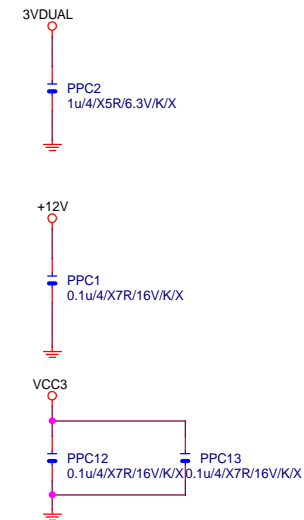 3VDUAL
PPC2
1u/4/X5R/6.3V/K/X
+12V
PPC1
0.1u/4/X7R/16V/K/X
VCC3
PPC12
0.1u/4/X7R/16V/K/X
PPC13
0.1u/4/X7R/16V/K/X